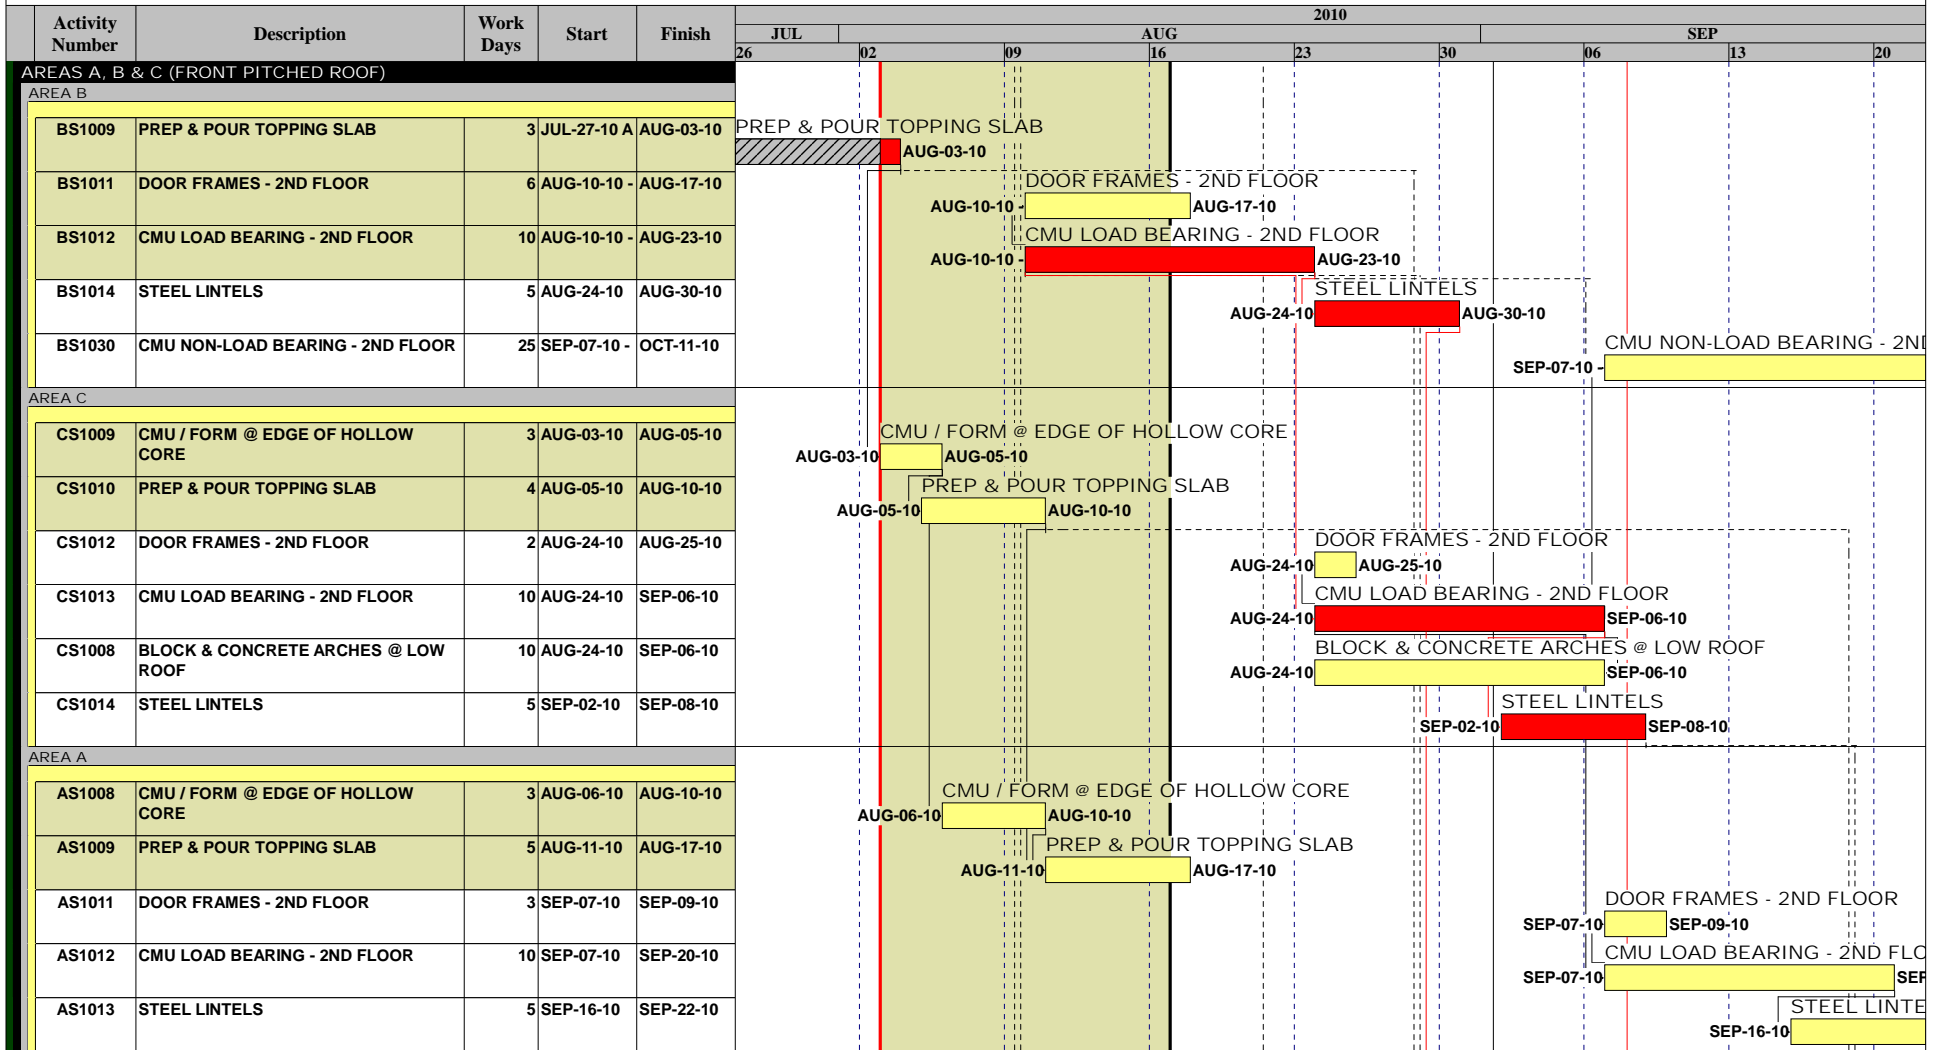 Activity Number Description Work Days Start Finish 2010
JUL AUG SEP
26 02 09 16 23 30 06 13 20
AREAS A, B & C (FRONT PITCHED ROOF)
AREA B
BS1009 PREP & POUR TOPPING SLAB 3 JUL-27-10 A AUG-03-10
PREP & POUR TOPPING SLAB
AUG-03-10
BS1011 DOOR FRAMES - 2ND FLOOR 6 AUG-10-10 - AUG-17-10
DOOR FRAMES - 2ND FLOOR
AUG-10-10 - AUG-17-10
BS1012 CMU LOAD BEARING - 2ND FLOOR 10 AUG-10-10 - AUG-23-10
CMU LOAD BEARING - 2ND FLOOR
AUG-10-10 - AUG-23-10
BS1014 STEEL LINTELS 5 AUG-24-10 AUG-30-10
STEEL LINTELS
AUG-24-10 AUG-30-10
BS1030 CMU NON-LOAD BEARING - 2ND FLOOR 25 SEP-07-10 - OCT-11-10
CMU NON-LOAD BEARING - 2ND
SEP-07-10 -
AREA C
CS1009 CMU / FORM @ EDGE OF HOLLOW CORE 3 AUG-03-10 AUG-05-10
CMU / FORM @ EDGE OF HOLLOW CORE
AUG-03-10 AUG-05-10
CS1010 PREP & POUR TOPPING SLAB 4 AUG-05-10 AUG-10-10
PREP & POUR TOPPING SLAB
AUG-05-10 AUG-10-10
CS1012 DOOR FRAMES - 2ND FLOOR 2 AUG-24-10 AUG-25-10
DOOR FRAMES - 2ND FLOOR
AUG-24-10 AUG-25-10
CS1013 CMU LOAD BEARING - 2ND FLOOR 10 AUG-24-10 SEP-06-10
CMU LOAD BEARING - 2ND FLOOR
AUG-24-10 SEP-06-10
CS1008 BLOCK & CONCRETE ARCHES @ LOW ROOF 10 AUG-24-10 SEP-06-10
BLOCK & CONCRETE ARCHES @ LOW ROOF
AUG-24-10 SEP-06-10
CS1014 STEEL LINTELS 5 SEP-02-10 SEP-08-10
STEEL LINTELS
SEP-02-10 SEP-08-10
AREA A
AS1008 CMU / FORM @ EDGE OF HOLLOW CORE 3 AUG-06-10 AUG-10-10
CMU / FORM @ EDGE OF HOLLOW CORE
AUG-06-10 AUG-10-10
AS1009 PREP & POUR TOPPING SLAB 5 AUG-11-10 AUG-17-10
PREP & POUR TOPPING SLAB
AUG-11-10 AUG-17-10
AS1011 DOOR FRAMES - 2ND FLOOR 3 SEP-07-10 SEP-09-10
DOOR FRAMES - 2ND FLOOR
SEP-07-10 SEP-09-10
AS1012 CMU LOAD BEARING - 2ND FLOOR 10 SEP-07-10 SEP-20-10
CMU LOAD BEARING - 2ND FLO
SEP-07-10 SEP
AS1013 STEEL LINTELS 5 SEP-16-10 SEP-22-10
STEEL LINTE
SEP-16-10